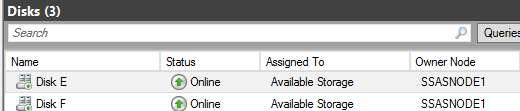 Disks (3)
Search
Queries
Name Status Assigned To Owner Node
Disk E Online Available Storage SSASNODE1
Disk F Online Available Storage SSASNODE1